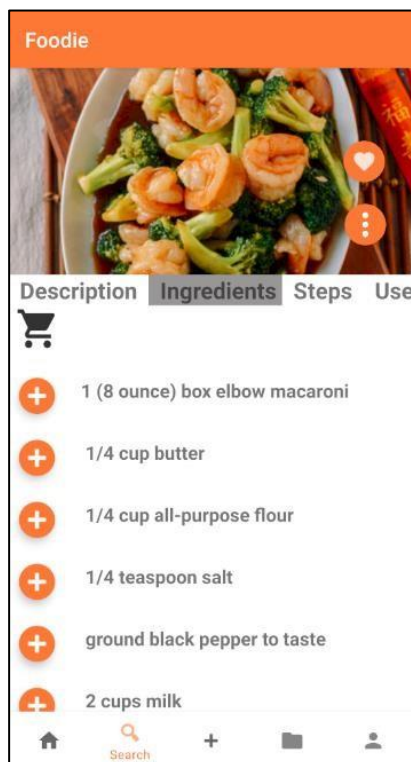 Foodie
福
Description Ingredients Steps Use
1 (8 ounce) box elbow macaroni
1/4 cup butter
1/4 cup all-purpose flour
1/4 teaspoon salt
ground black pepper to taste
2 cups milk
Search